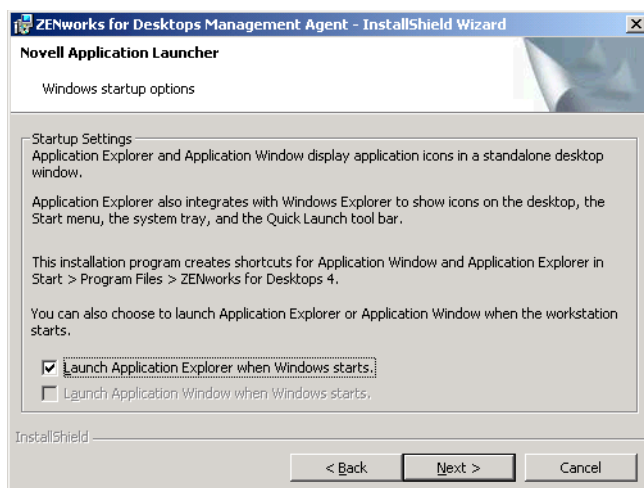 ZENworks for Desktops Management Agent - InstallShield Wizard
Novell Application Launcher
Windows startup options
Startup Settings
Application Explorer and Application Window display application icons in a standalone desktop
window.
Application Explorer also integrates with Windows Explorer to show icons on the desktop, the
Start menu, the system tray, and the Quick Launch tool bar.
This installation program creates shortcuts for Application Window and Application Explorer in
Start > Program Files > ZENworks for Desktops 4.
You can also choose to launch Application Explorer or Application Window when the workstation
starts.
Launch Application Explorer when Windows starts.
Launch Application Window when Windows starts.
InstallShield
< Back Next > Cancel